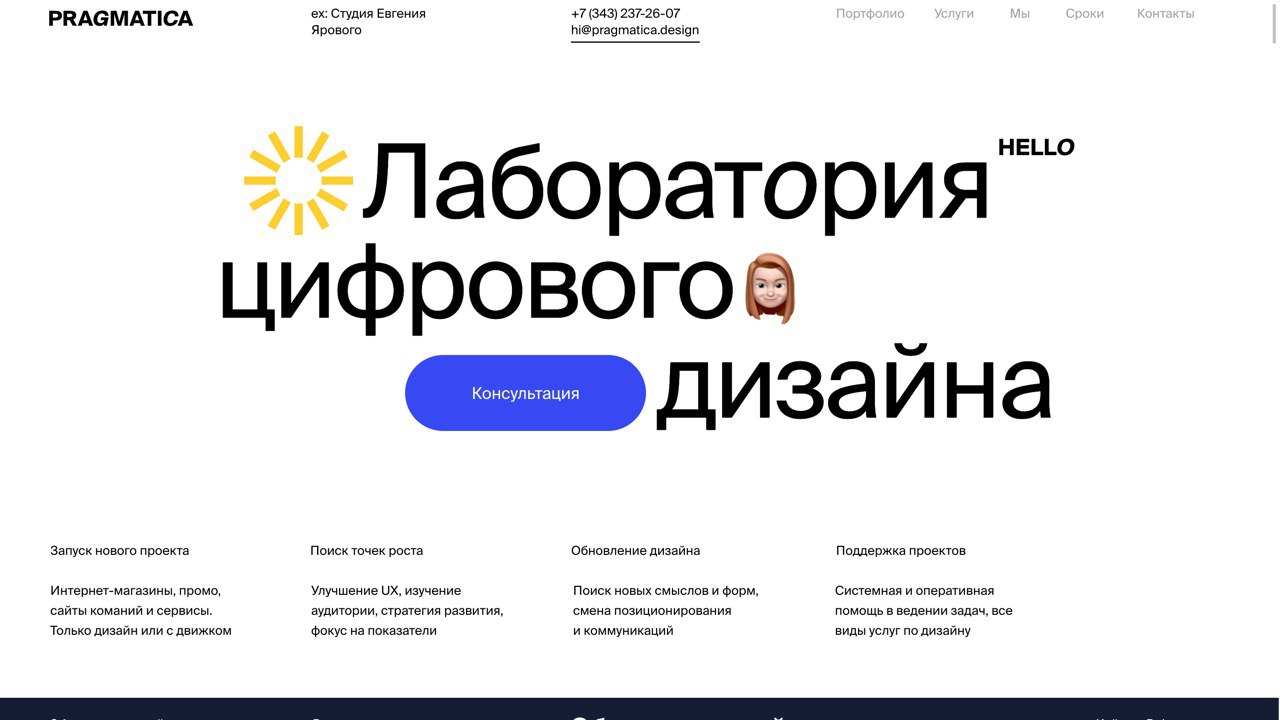 PRAGMATICA
ex: Студия Евгения
Ярового
+7 (343) 237-26-07
hi@pragmatica.design
Портфолио
Услуги
Мы
Сроки
Контакты
Лаборатория
HELLO
цифрового
Консультация
дизайна
Запуск нового проекта
Интернет-магазины, промо,
сайты команий и сервисы.
Только дизайн или с движком
Поиск точек роста
Улучшение UX, изучение
аудитории, стратегия развития,
фокус на показатели
Обновление дизайна
Поиск новых смыслов и форм,
смена позиционирования
и коммуникаций
Поддержка проектов
Системная и оперативная
помощь в ведении задач, все
виды услуг по дизайну